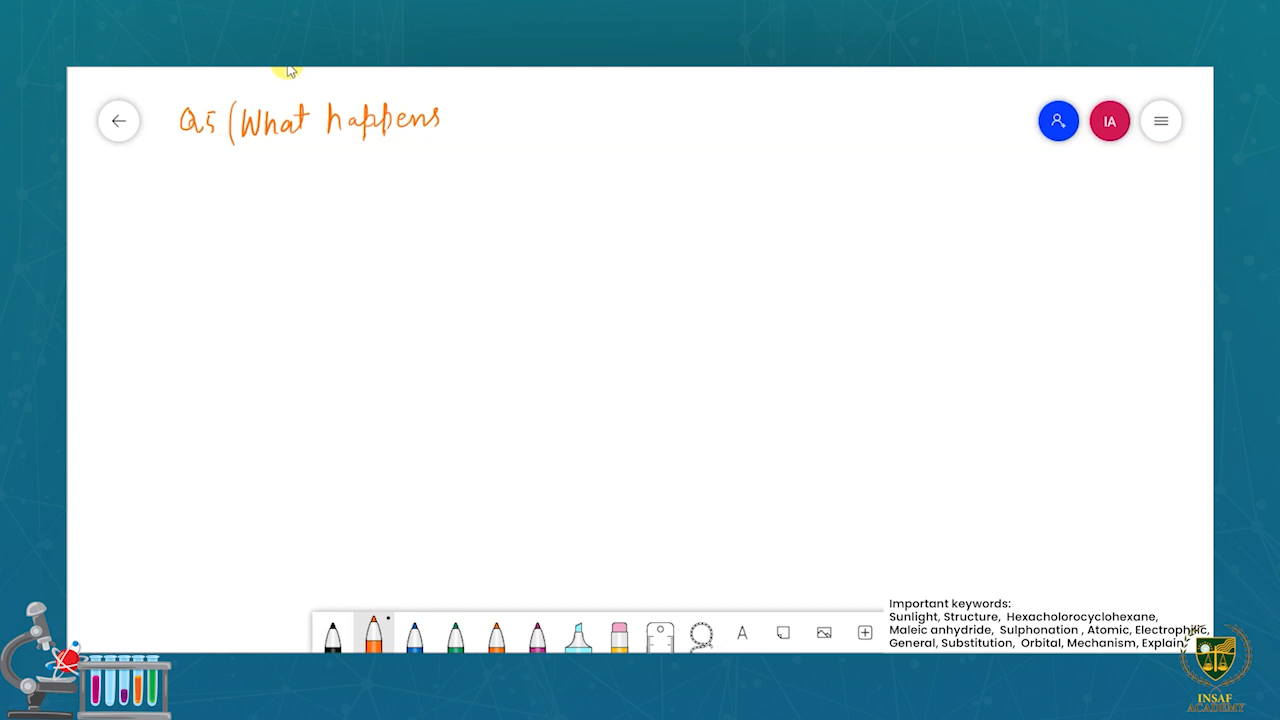 Q5 (What happens
IA
A
Important keywords:
Sunlight, Structure, Hexacholorocyclohexane,
Maleic anhydride, Sulphonation , Atomic, Electrophilic,
General, Substitution, Orbital, Mechanism, Explain
INSAF
ACADEMY